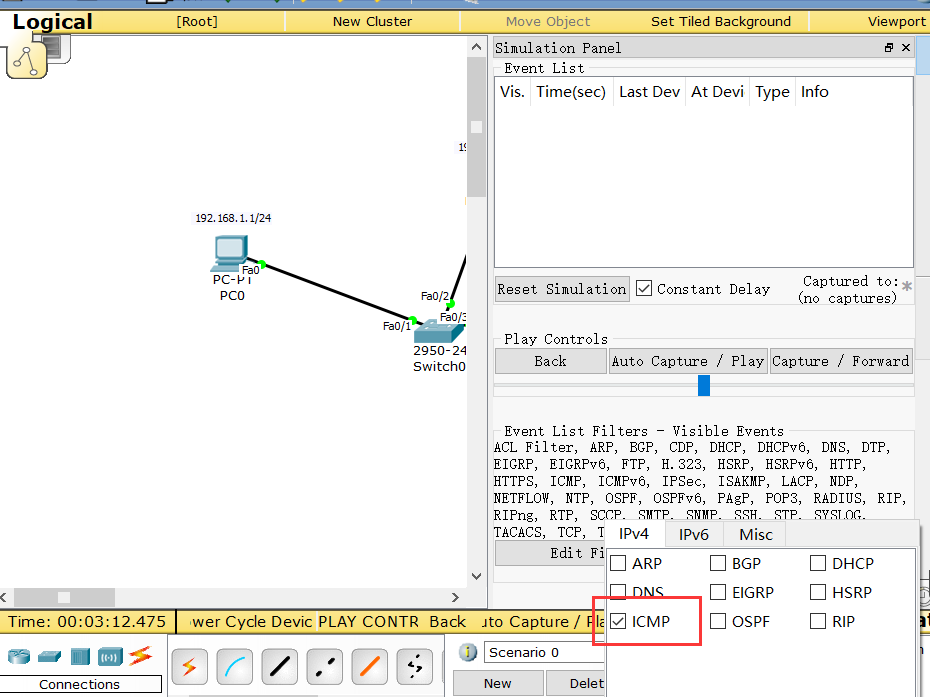 Logical
[Root]
New Cluster
Move Object
Set Tiled Background
Viewport
192.168.1.1/24
Fa0
PC-PT
PC0
Fa0/2
Fa0/3
Fa0/1
2950-24
Switch0
19
Simulation Panel
Event List
Vis. Time(sec) Last Dev At Devi Type Info
Reset Simulation
Constant Delay
Captured to: *
(no captures)
Play Controls
Back
Auto Capture / Play
Capture / Forward
Event List Filters - Visible Events
ACL Filter, ARP, BGP, CDP, DHCP, DHCPv6, DNS, DTP,
EIGRP, EIGRPv6, FTP, H.323, HSRP, HSRPv6, HTTP,
HTTPS, ICMP, ICMPv6, IPSec, ISAKMP, LACP, NDP,
NETFLOW, NTP, OSPF, OSPFv6, PAgP, POP3, RADIUS, RIP,
RIPng, RTP, SCCP, SMTP, SNMP, SSH, STP, SYSLOG,
TACACS, TCP, T
Edit Fi
IPv4 IPv6 Misc
ARP BGP DHCP
DNS EIGRP HSRP
ICMP OSPF RIP
Time: 00:03:12.475
wer Cycle Devic PLAY CONTR Back uto Capture / Pla
Connections
Scenario 0
New
Delet